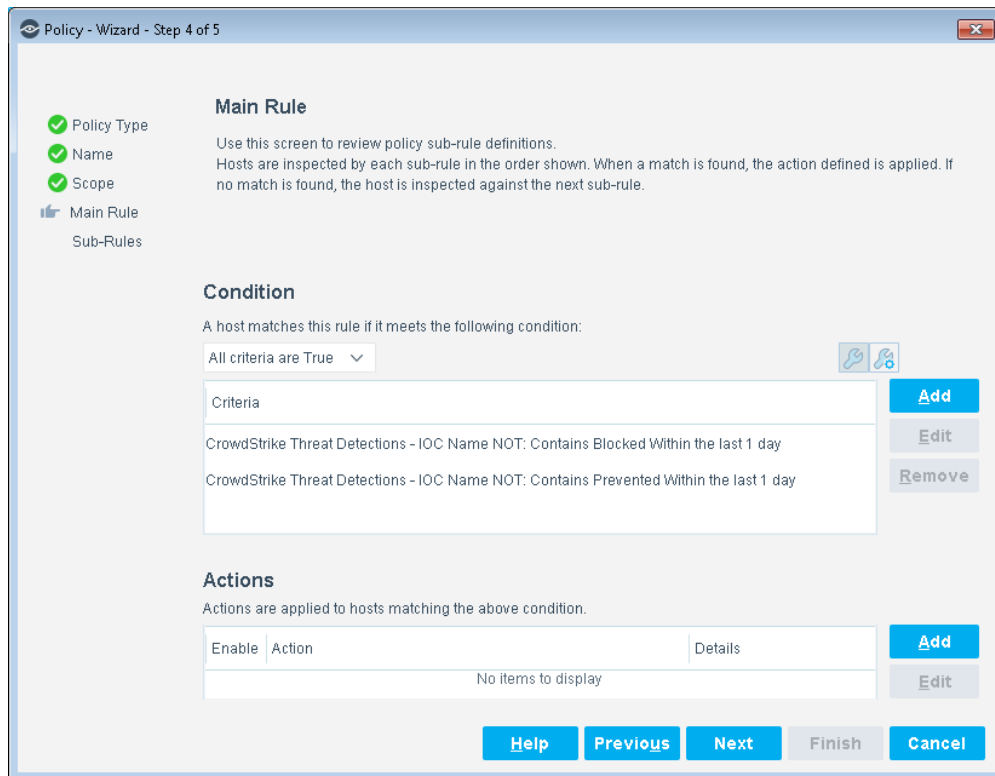 Policy - Wizard - Step 4 of 5
Policy Type
Name
Scope
Main Rule
Sub-Rules
Main Rule
Use this screen to review policy sub-rule definitions.
Hosts are inspected by each sub-rule in the order shown. When a match is found, the action defined is applied. If
no match is found, the host is inspected against the next sub-rule.
Condition
A host matches this rule if it meets the following condition:
All criteria are True
Criteria
CrowdStrike Threat Detections - IOC Name NOT: Contains Blocked Within the last 1 day
CrowdStrike Threat Detections - IOC Name NOT: Contains Prevented Within the last 1 day
Add
Edit
Remove
Actions
Actions are applied to hosts matching the above condition.
Enable Action Details
No items to display
Add
Edit
Help Previous Next Finish Cancel